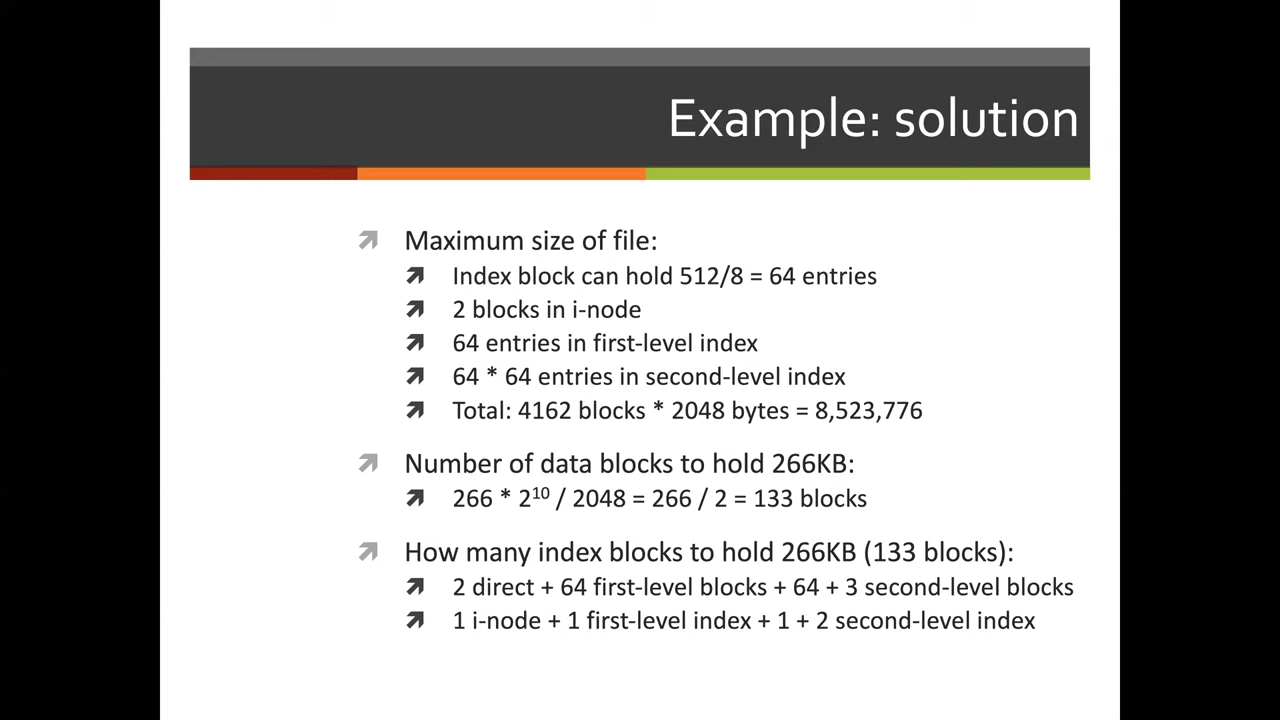 Example: solution
Maximum size of file:
Index block can hold 512/8 = 64 entries
2 blocks in i-node
64 entries in first-level index
64 * 64 entries in second-level index
Total: 4162 blocks * 2048 bytes = 8,523,776
Number of data blocks to hold 266KB:
266 * 2¹⁰ / 2048 = 266 / 2 = 133 blocks
How many index blocks to hold 266KB (133 blocks):
2 direct + 64 first-level blocks + 64 + 3 second-level blocks
1 i-node + 1 first-level index + 1 + 2 second-level index